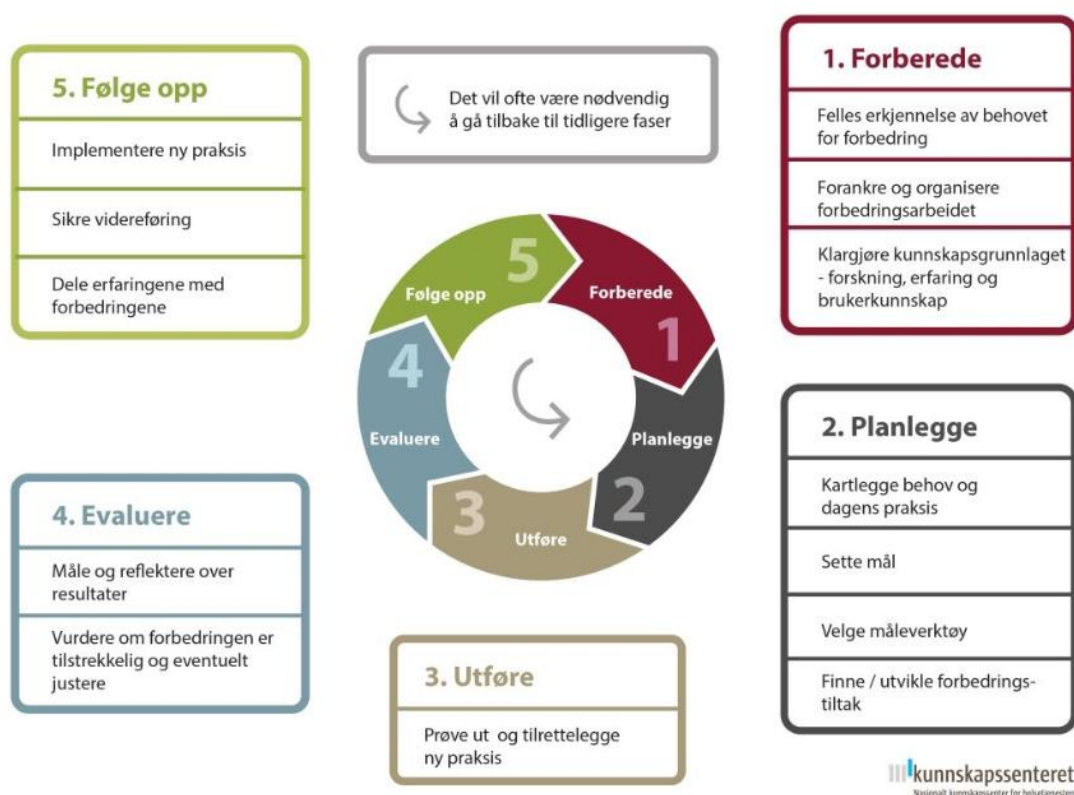 5. Følge opp
Implementere ny praksis
Sikre videreføring
Dele erfaringene med
forbedringene
Det vil ofte være nødvendig
å gå tilbake til tidligere faser
1. Forberede
Felles erkjennelse av behovet
for forbedring
Forankre og organisere
forbedringsarbeidet
Klargjøre kunnskapsgrunnlaget
- forskning, erfaring og
brukerkunnskap
5
Følge opp
Forberede
1
4
Evaluere
Planlegge
2
3
Utføre
2. Planlegge
Kartlegge behov og
dagens praksis
Sette mål
Velge måleverktøy
Finne / utvikle forbedrings-
tiltak
4. Evaluere
Måle og reflektere over
resultater
Vurdere om forbedringen er
tilstrekkelig og eventuelt
justere
3. Utføre
Prøve ut og tilrettelegge
ny praksis
kunnskapssenteret
Nasjonalt kunnskapssenter for helsetjenesten